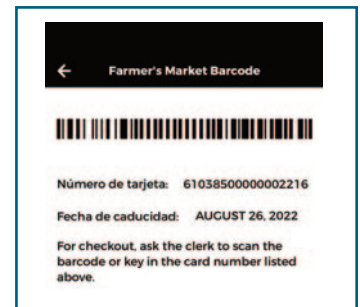 Farmer's Market Barcode
Número de tarjeta: 61038500000002216
Fecha de caducidad: AUGUST 26, 2022
For checkout, ask the clerk to scan the
barcode or key in the card number listed
above.